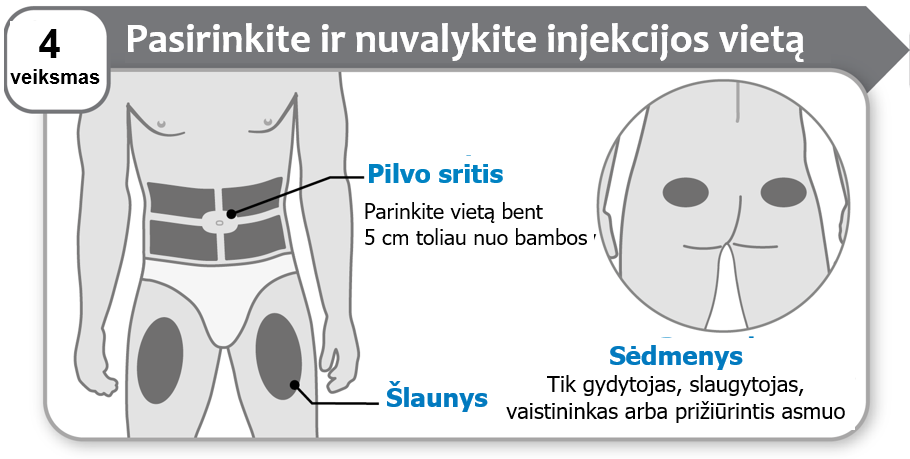 4
veiksmas
Pasirinkite ir nuvalykite injekcijos vietą
Pilvo sritis
Parinkite vietą bent
5 cm toliau nuo bambos
Šlaunys
Sėdmenys
Tik gydytojas, slaugytojas,
vaistininkas arba prižiūrintis asmuo